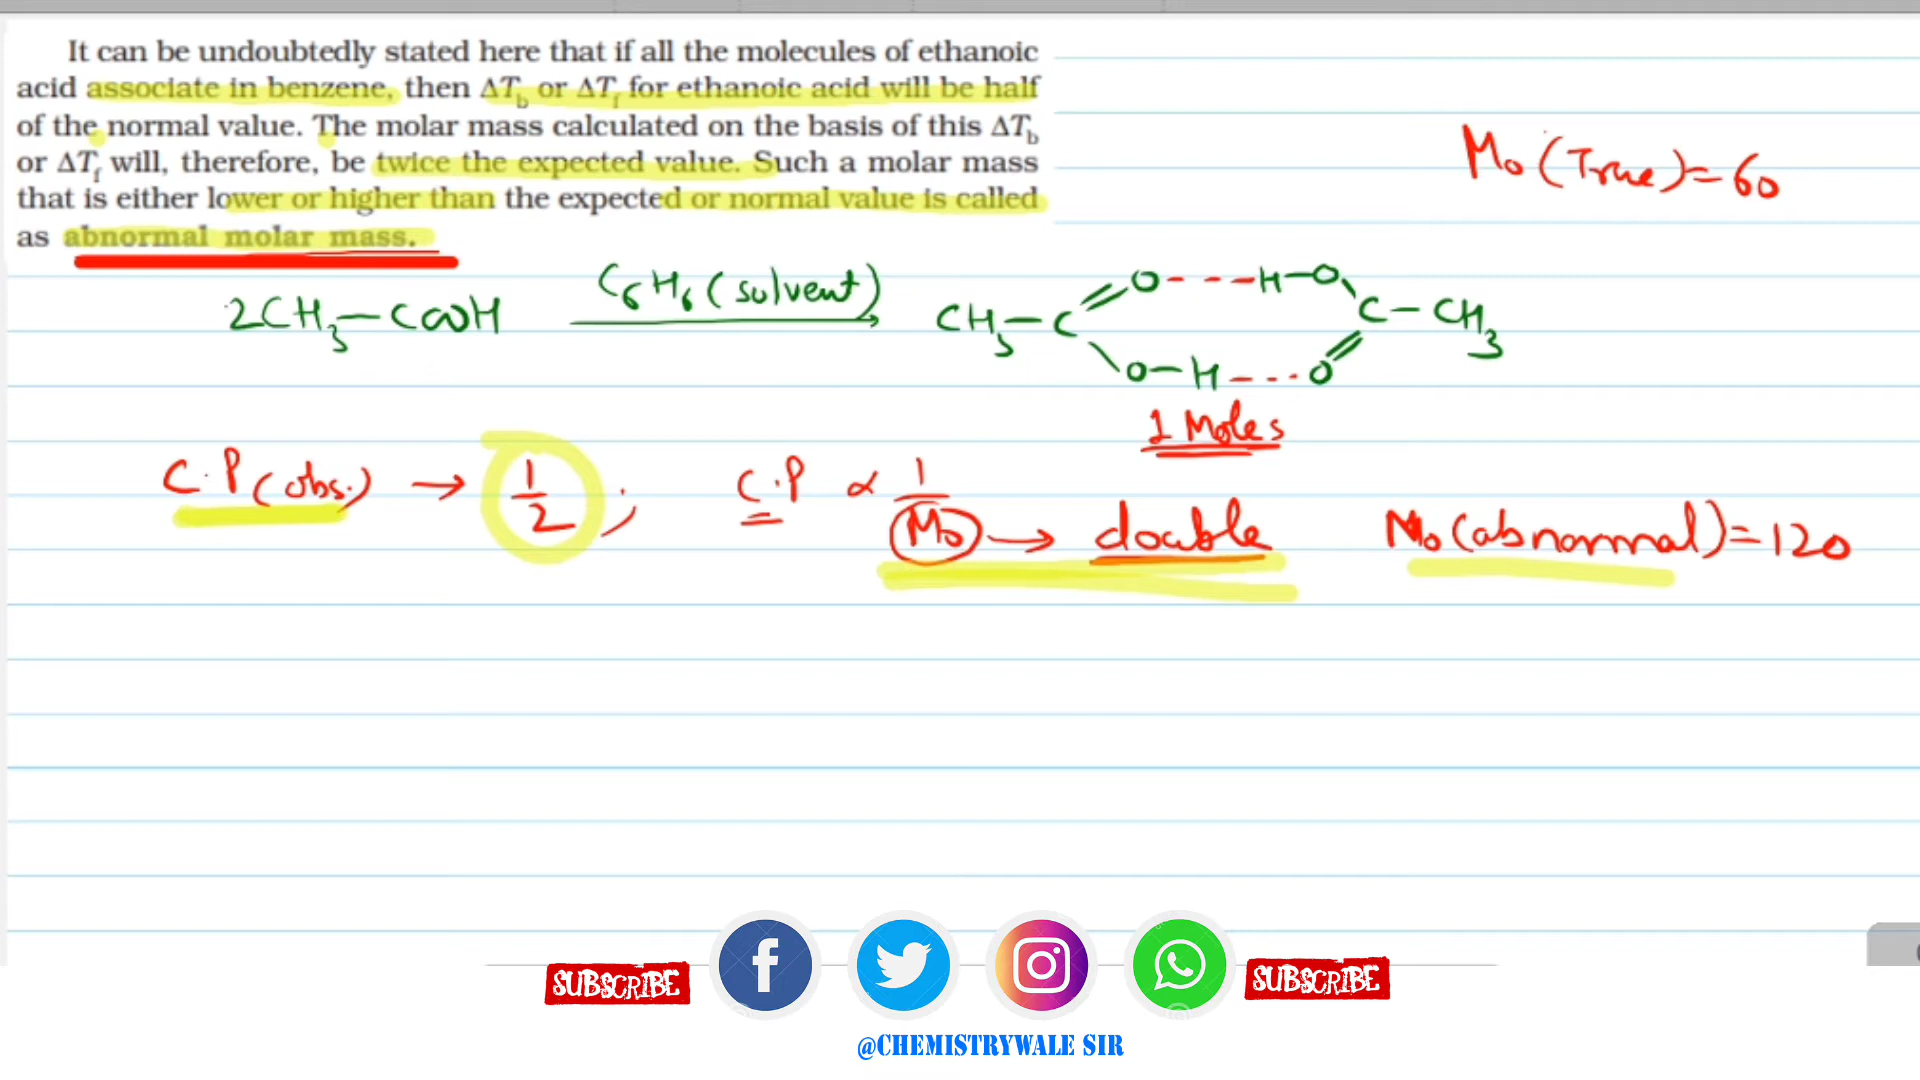 It can be undoubtedly stated here that if all the molecules of ethanoic
acid associate in benzene, then ΔTb or ΔTf for ethanoic acid will be half
of the normal value. The molar mass calculated on the basis of this ΔTb
or ΔTf will, therefore, be twice the expected value. Such a molar mass
that is either lower or higher than the expected or normal value is called
as abnormal molar mass.
Mo (True) = 60
2CH3-COOH C6H6 (solvent) → CH3-C
O---H-O
C-CH3
O-H---O
1 Moles
C.P (obs.) → 1/2 ; C.P ∝ 1/Mo → double
Mo (abnormal) = 120
SUBSCRIBE
SUBSCRIBE
@CHEMISTRYWALE SIR